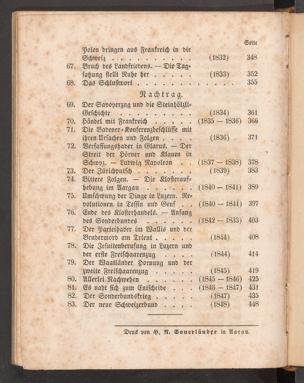 Seite
Polen dringen aus Frankreich in die
Schweiz . . . . . . . . . (1832) 348
67. Bruch des Landfriedens. — Die Tag-
satzung stellt Ruhe her . . . . . (1833) 352
68. Das Schlußwort . . . . . . . . . . . 355
Nachtrag.
69. Der Savoyerzug und die Steinhölzli-
Geschichte . . . . . . . . (1834) 361
70. Händel mit Frankreich . . . . (1835 — 1836) 366
71. Die Badener-Konferenzbeschlüsse mit
ihren Ursachen und Folgen . . . (1836) 371
72. Verfassungshader in Glarus. — Der
Streit der Hörner und Klauen in
Schwyz. — Ludwig Napoleon . . (1837 — 1838) 378
73. Der Züriputsch . . . . . . . (1839) 383
74. Bittere Folgen. — Die Klosterauf-
hebung im Aargau . . . . . (1840 — 1841) 389
75. Umschwung der Dinge in Luzern. Re-
volutionen in Tessin und Genf . . (1840 — 1841) 397
76. Ende des Klosterhandels. — Anfang
des Sonderbundes . . . . . (1842 — 1833) 403
77. Der Parteihader im Wallis und der
Brudermord am Trient . . . . . (1844) 408
78. Die Jesuitenberufung in Luzern und
der erste Freischaarenzug . . . . (1844) 414
79. Der Waatländer Hornung und der
zweite Freischaarenzug . . . . . (1845) 419
80. Allerlei Nachwehen . . . . . (1845 — 1846) 425
81. Es naht sich zum Entscheide . . . (1846 — 1847) 431
82. Der Sonderbundskrieg . . . . . . (1847) 435
83. Der neue Schweizerbund . . . . . (1848) 448
Druck von H. R. Sauerländer in Aarau.